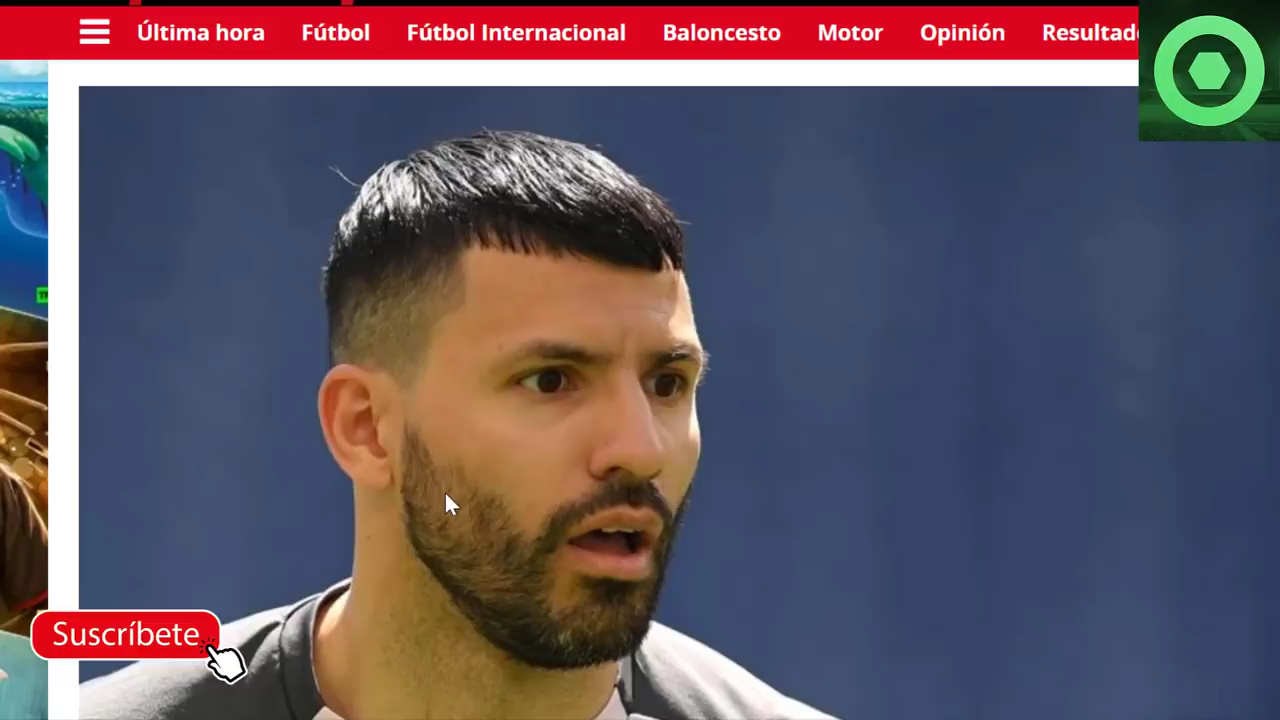 Última hora
Fútbol
Fútbol Internacional
Baloncesto
Motor
Opinión
Suscríbete